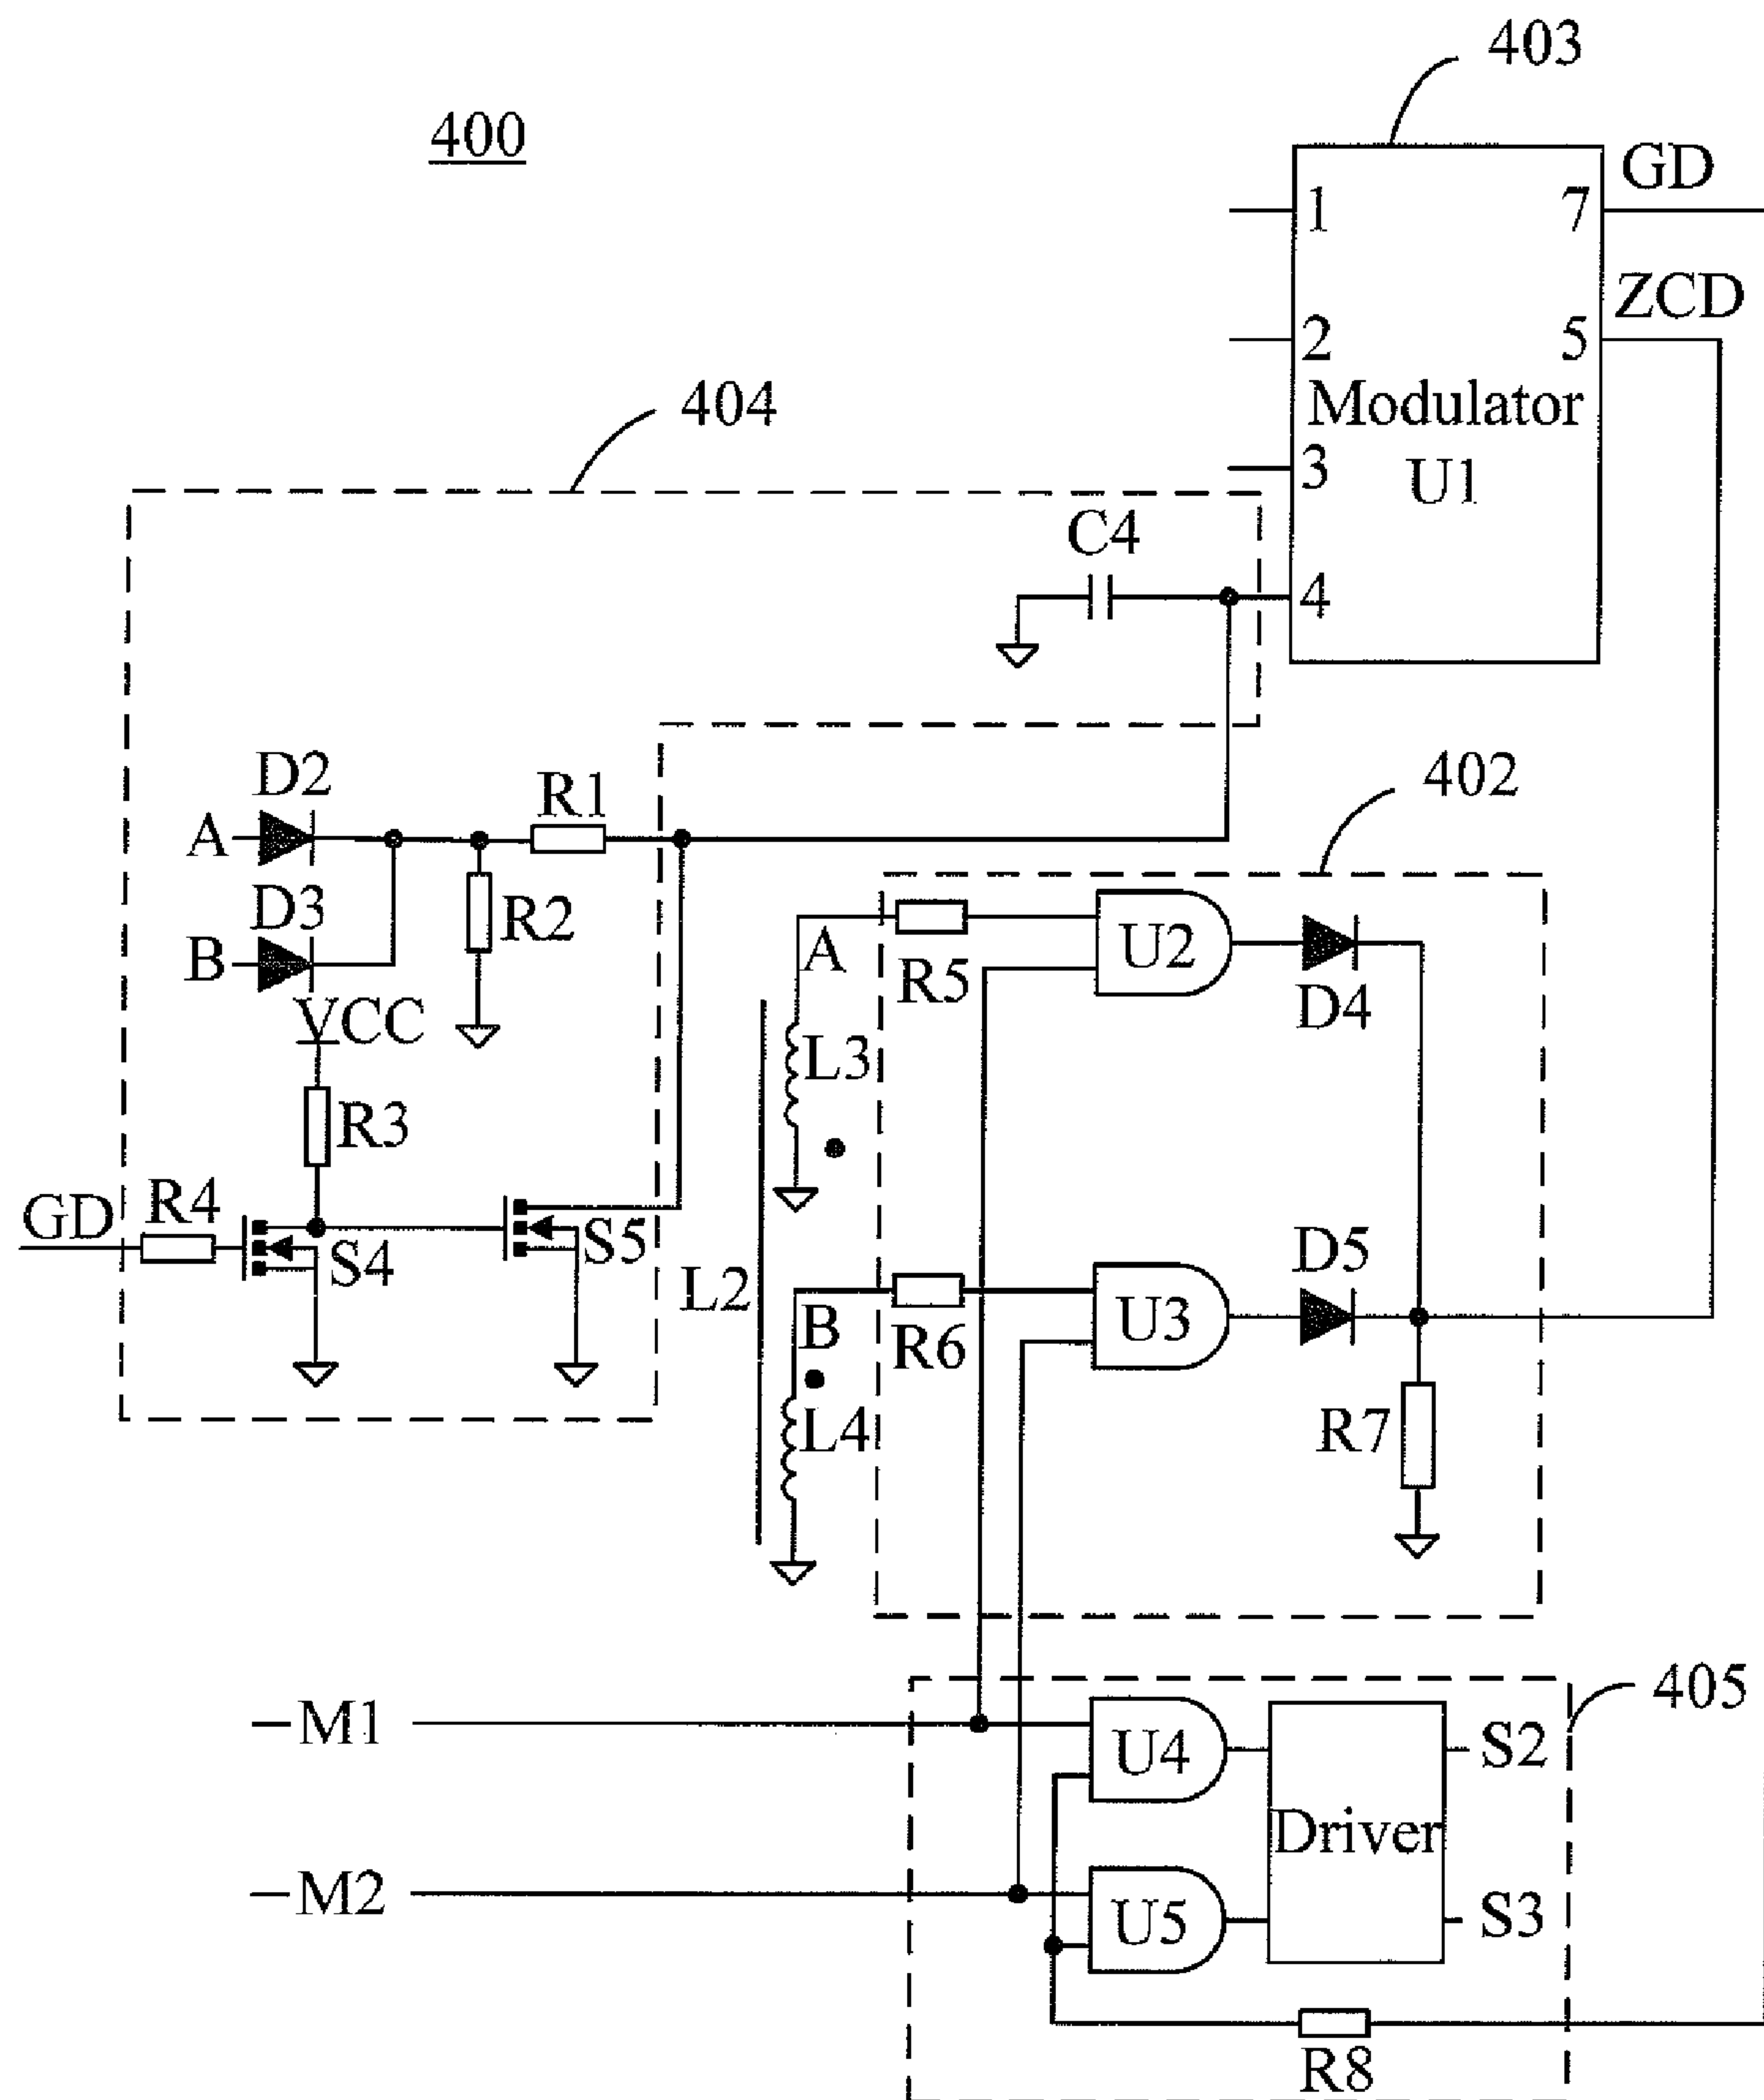 403
400
GD
1
7
ZCD
2
5
Modulator
U1
3
404
C4
4
D2
R1
A
402
D3
R2
B
VCC
A
R5
U2
D4
L3
R3
GD
R4
S4
S5
L2
D5
B
R6
U3
L4
R7
405
M1
U4
S2
Driver
M2
U5
S3
R8